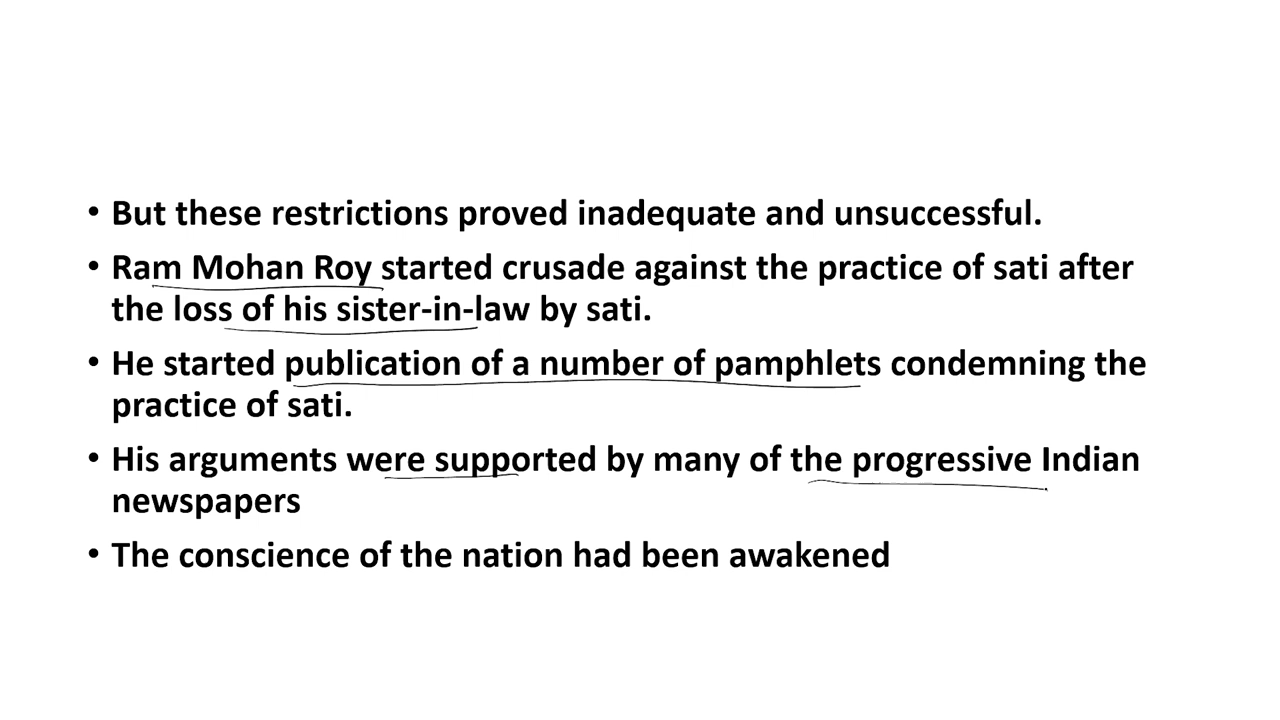 • But these restrictions proved inadequate and unsuccessful.
• Ram Mohan Roy started crusade against the practice of sati after
the loss of his sister-in-law by sati.
• He started publication of a number of pamphlets condemning the
practice of sati.
• His arguments were supported by many of the progressive Indian
newspapers
• The conscience of the nation had been awakened